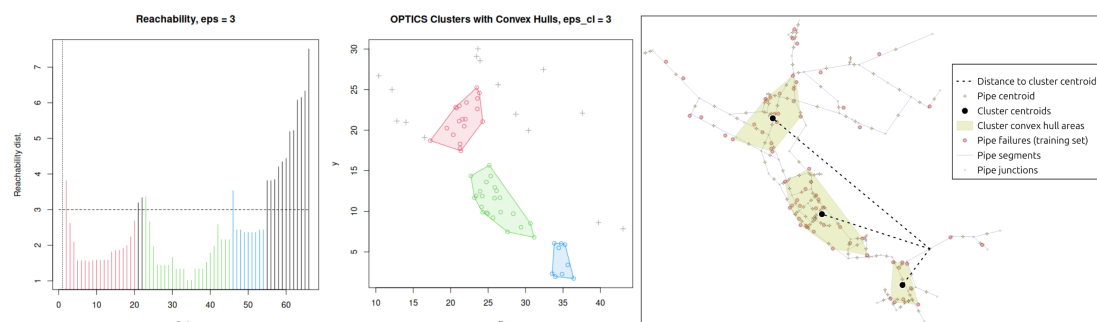 Reachability, eps = 3
Reachability dist.
7
6
5
4
3
2
1
0 10 20 30 40 50 60
OPTICS Clusters with Convex Hulls, eps_cl = 3
y
30
25
20
15
10
5
10 15 20 25 30 35 40
Distance to cluster centroid
Pipe centroid
Cluster centroids
Cluster convex hull areas
Pipe failures (training set)
Pipe segments
Pipe junctions